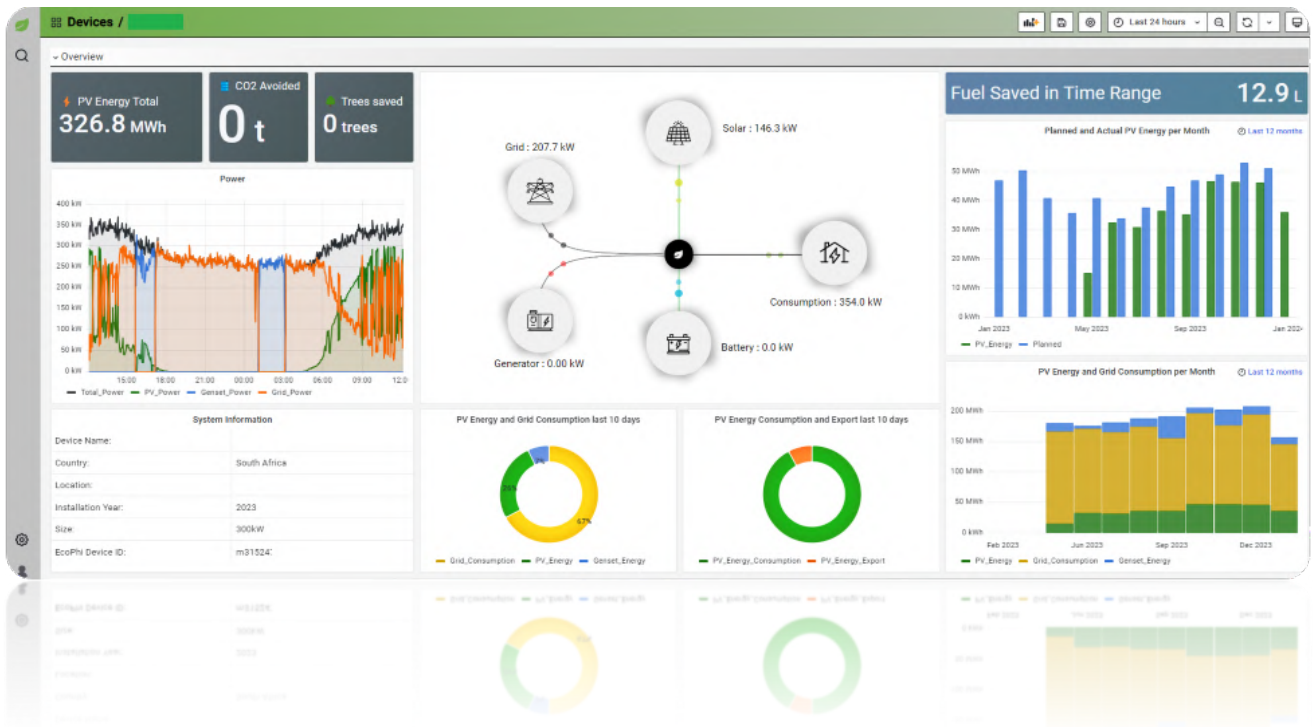 Devices /
Last 24 hours
Overview
PV Energy Total
326.8 MWh
CO2 Avoided
0 t
Trees saved
0 trees
Power
400 kW
350 kW
300 kW
250 kW
200 kW
150 kW
100 kW
50 kW
0 kW
15:00 18:00 21:00 00:00 03:00 06:00 09:00 12:0
Total_Power PV_Power Genset_Power Grid_Power
System Information
Device Name:
Country: South Africa
Location:
Installation Year: 2023
Size: 300kW
EcoPhi Device ID: m31524
Grid : 207.7 kW
Solar : 146.3 kW
Consumption : 354.0 kW
Generator : 0.00 kW
Battery : 0.0 kW
PV Energy and Grid Consumption last 10 days
7%
26%
67%
Grid_Consumption PV_Energy Genset_Energy
PV Energy Consumption and Export last 10 days
PV_Energy_Consumption PV_Energy_Export
Fuel Saved in Time Range 12.9 L
Planned and Actual PV Energy per Month Last 12 months
50 MWh
40 MWh
30 MWh
20 MWh
10 MWh
0 kWh
Jan 2023 May 2023 Sep 2023 Jan 202
PV_Energy Planned
PV Energy and Grid Consumption per Month Last 12 months
200 MWh
150 MWh
100 MWh
50 MWh
0 kWh
Feb 2023 Jun 2023 Sep 2023 Dec 2023
PV_Energy Grid_Consumption Genset_Energy